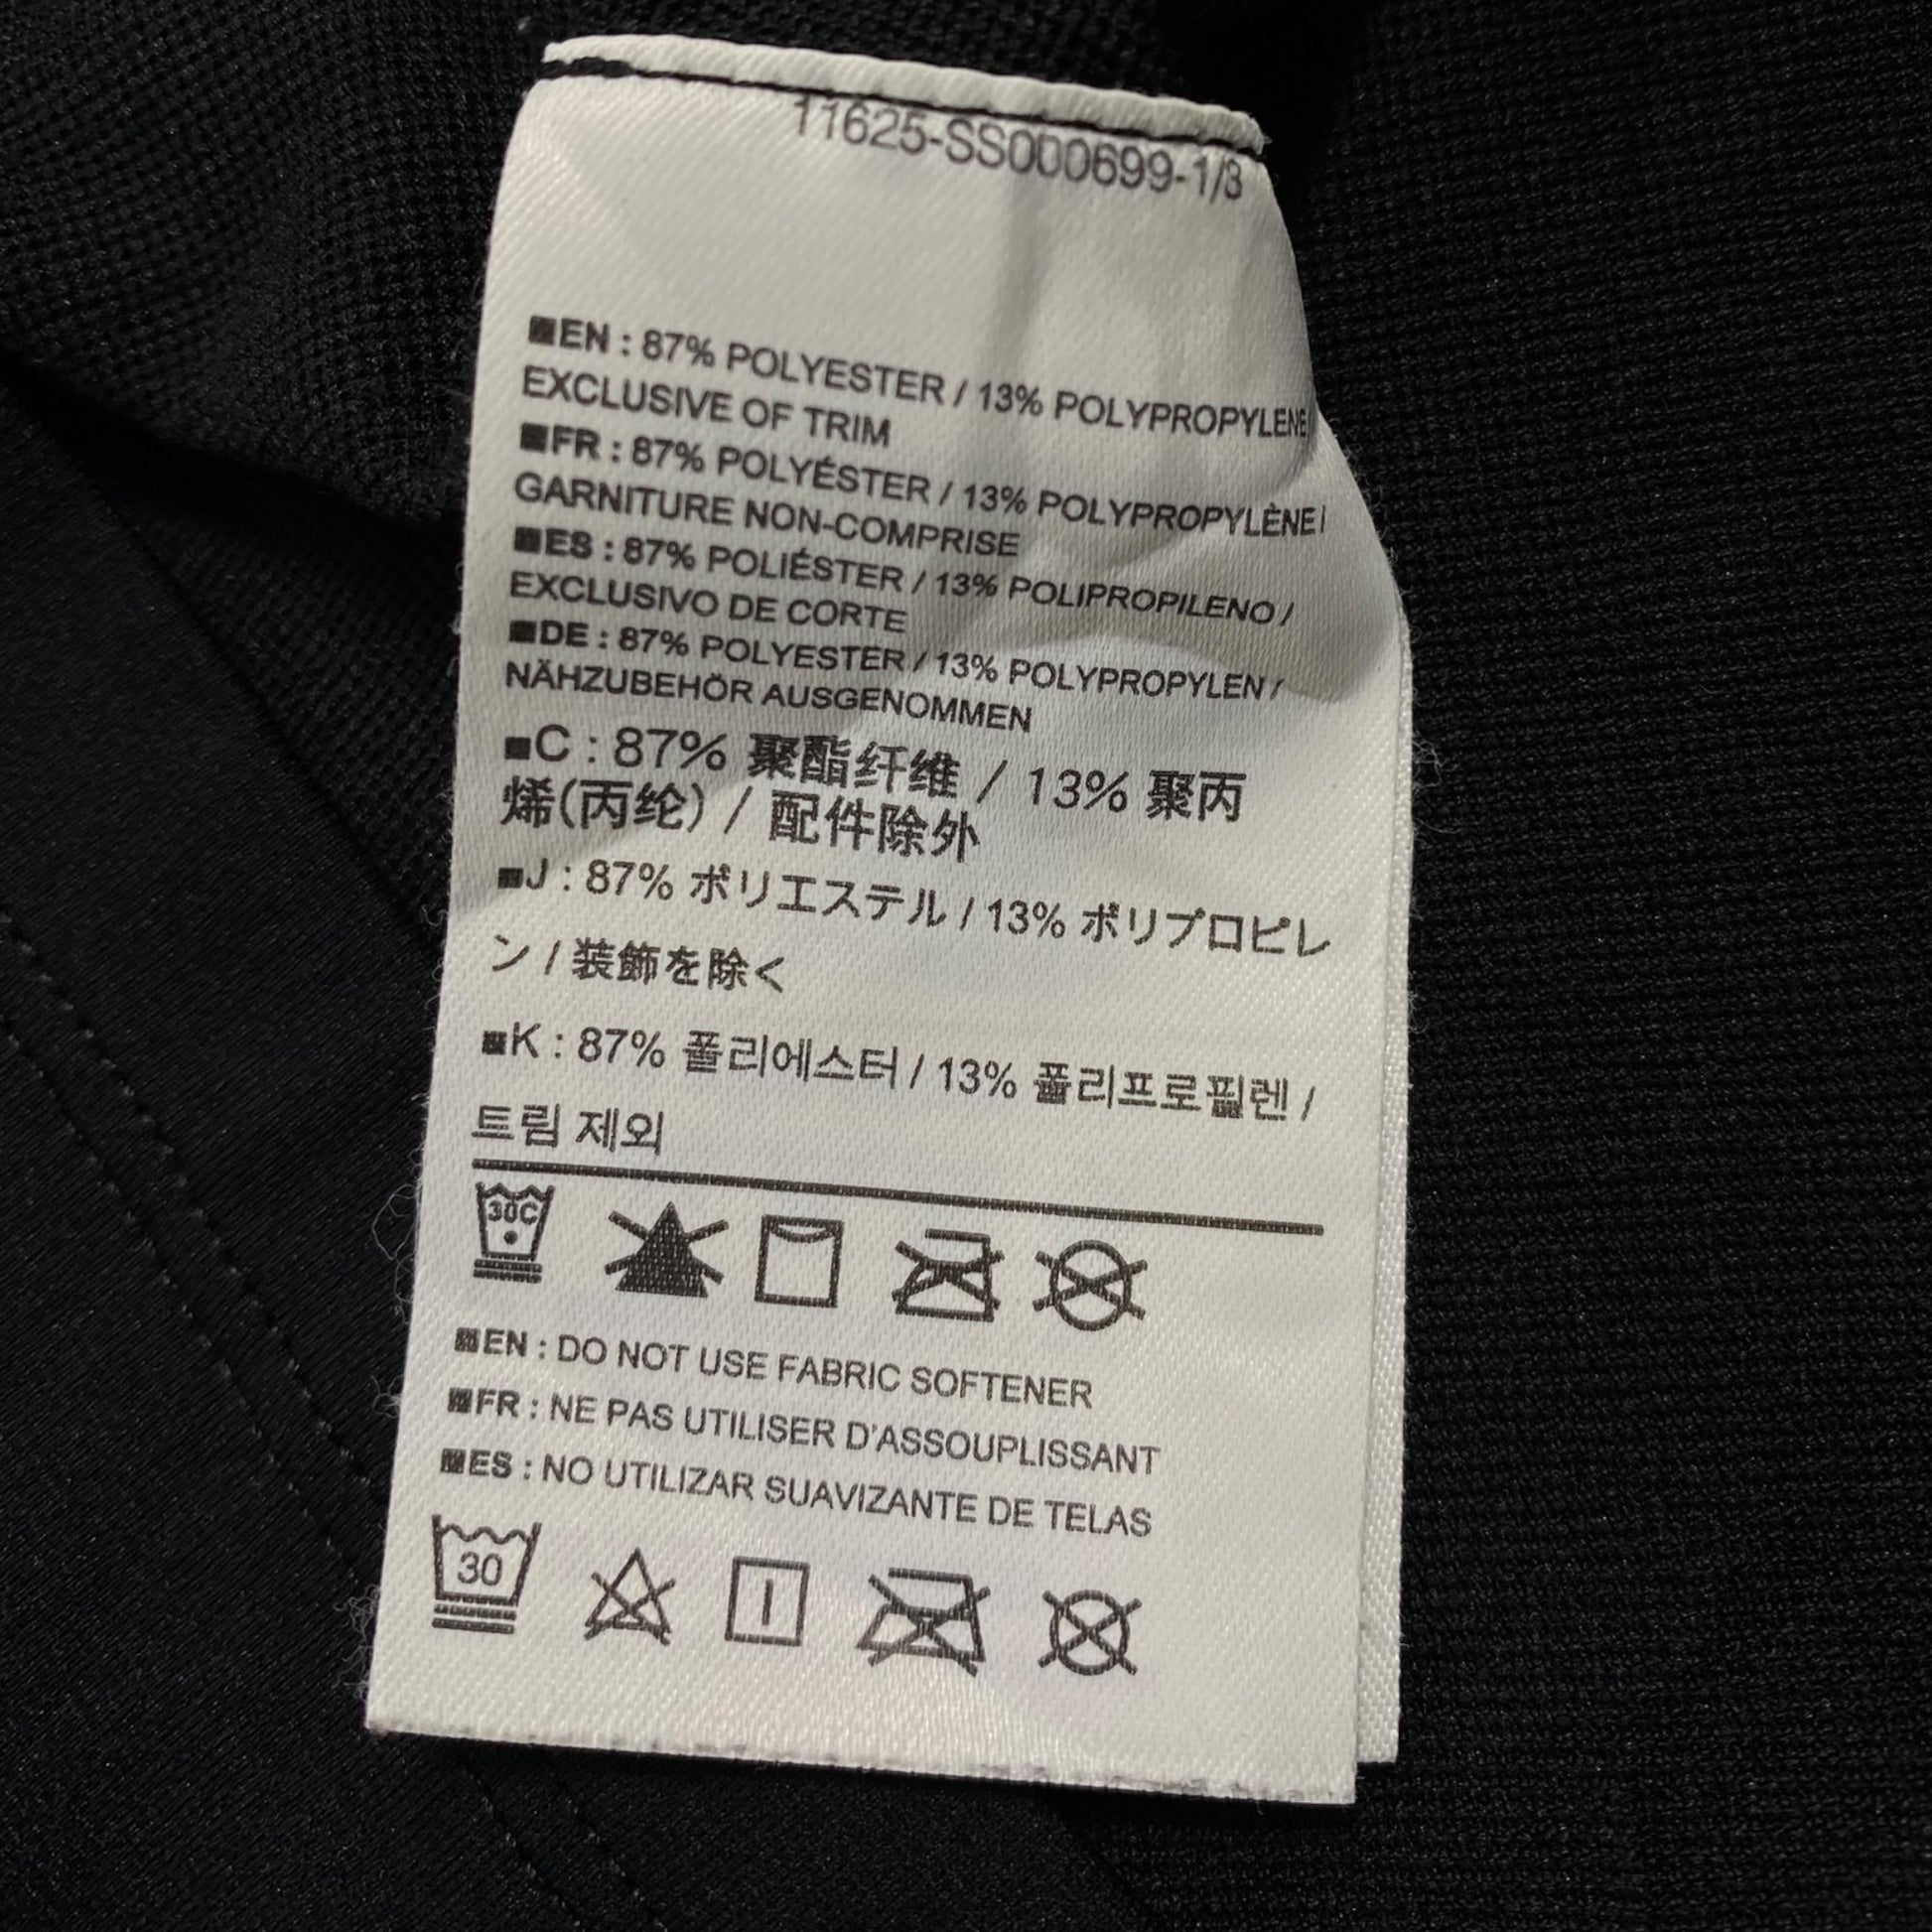 11625-SS000699-1/3
■EN : 87% POLYESTER / 13% POLYPROPYLENE/
EXCLUSIVE OF TRIM
■FR : 87% POLYÉSTER / 13% POLYPROPYLÈNE/
GARNITURE NON-COMPRISE
■ES : 87% POLIÉSTER / 13% POLIPROPILENO /
EXCLUSIVO DE CORTE
■DE : 87% POLYESTER / 13% POLYPROPYLEN /
NÄHZUBEHÖR AUSGENOMMEN
■C : 87% 聚酯纤维 / 13% 聚丙
烯(丙纶) / 配件除外
■J : 87% ポリエステル / 13% ポリプロピレ
ン / 装飾を除く
■K : 87% 폴리에스터 / 13% 폴리프로필렌 /
트림 제외
30C
■EN : DO NOT USE FABRIC SOFTENER
■FR : NE PAS UTILISER D'ASSOUPLISSANT
■ES : NO UTILIZAR SUAVIZANTE DE TELAS
30